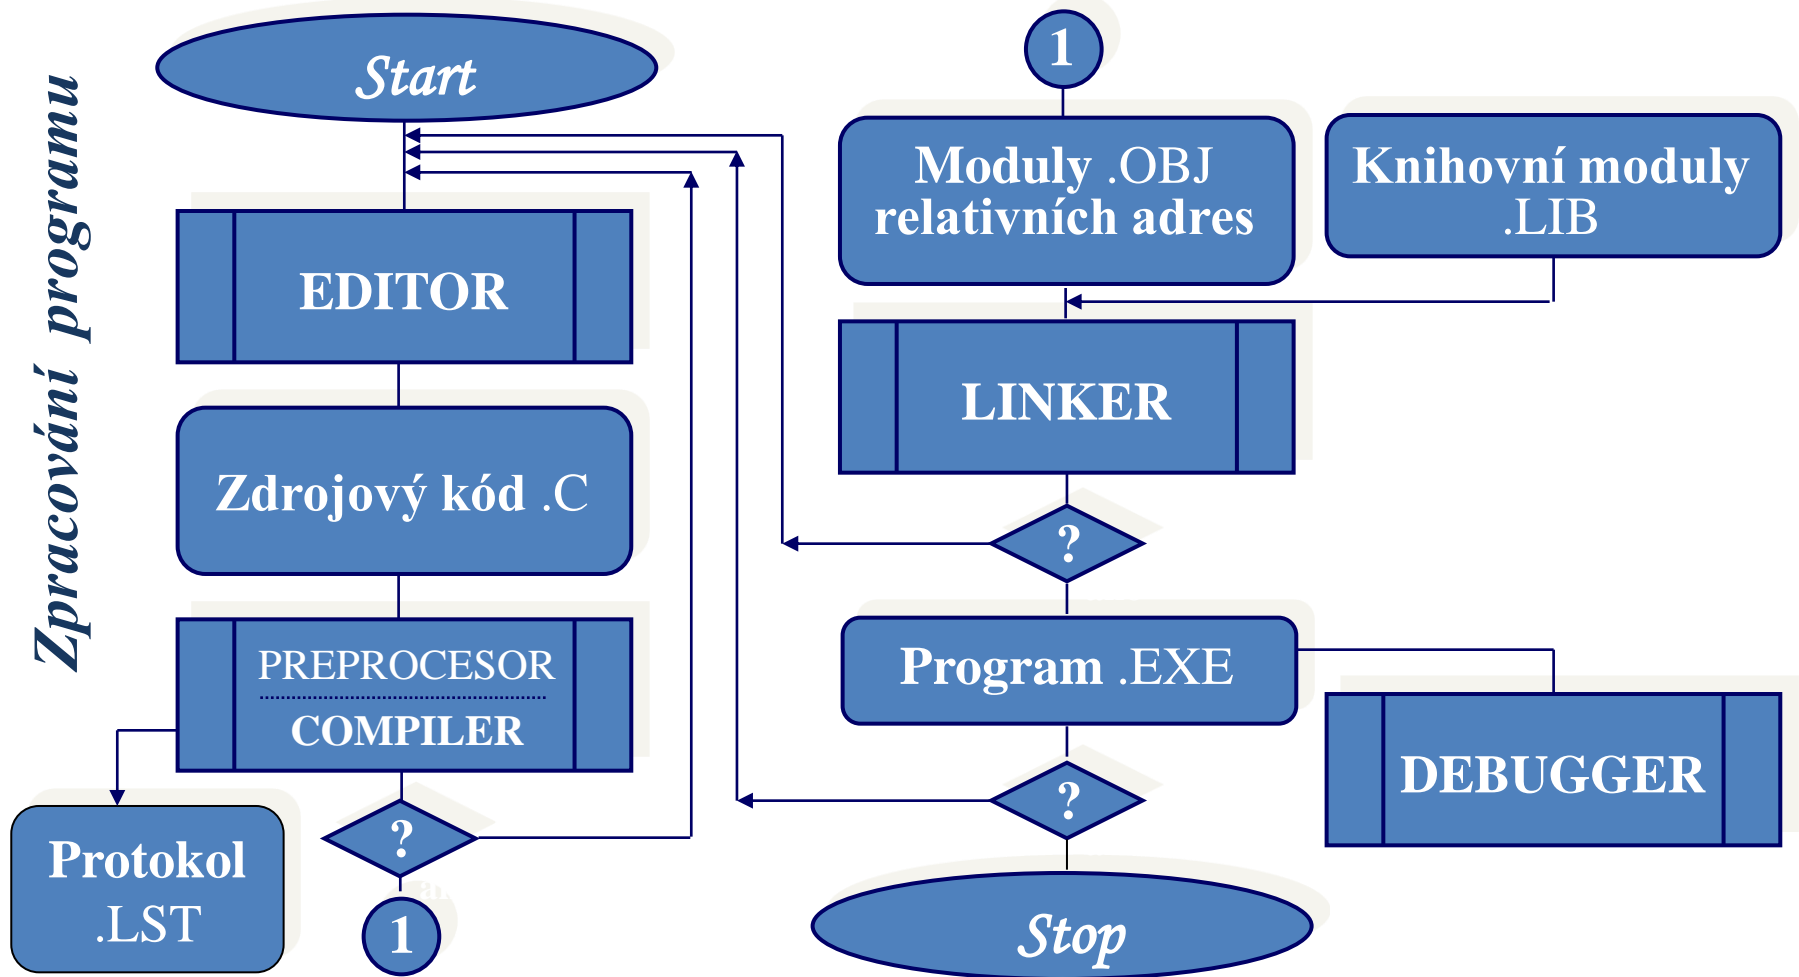 Zpracování programu
Start
EDITOR
Zdrojový kód .C
PREPROCESOR
COMPILER
Protokol
.LST
?
1
1
Moduly .OBJ
relativních adres
Knihovní moduly
.LIB
LINKER
?
Program .EXE
DEBUGGER
?
Stop